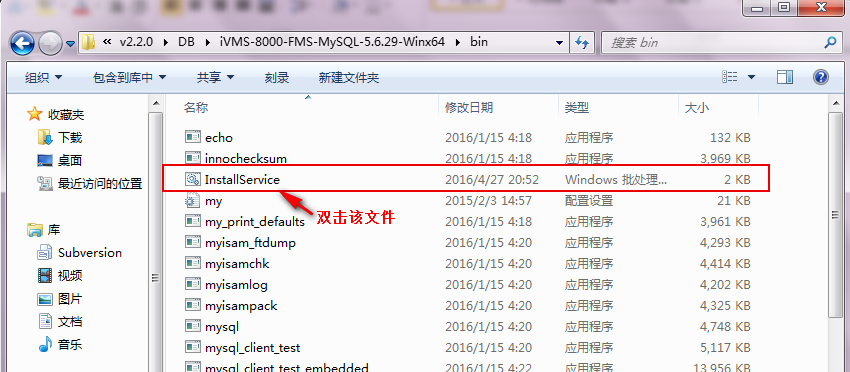 « v2.2.0 ▸ DB ▸ iVMS-8000-FMS-MySQL-5.6.29-Winx64 ▸ bin
搜索 bin
组织 包含到库中 共享 刻录 新建文件夹
收藏夹
下载
桌面
最近访问的位置
库
Subversion
视频
图片
文档
音乐
名称 修改日期 类型 大小
echo 2016/1/15 4:18 应用程序 132 KB
innochecksum 2016/1/15 4:18 应用程序 3,969 KB
InstallService 2016/4/27 20:52 Windows 批处理... 2 KB
my 2015/2/3 14:57 配置设置 21 KB
双击该文件
my_print_defaults 2016/1/15 4:18 应用程序 3,961 KB
myisam_ftdump 2016/1/15 4:20 应用程序 4,293 KB
myisamchk 2016/1/15 4:20 应用程序 4,414 KB
myisamlog 2016/1/15 4:20 应用程序 4,202 KB
myisampack 2016/1/15 4:20 应用程序 4,325 KB
mysql 2016/1/15 4:20 应用程序 4,748 KB
mysql_client_test 2016/1/15 4:20 应用程序 5,117 KB
mysql_client_test_embedded 2016/1/15 4:22 应用程序 13,956 KB